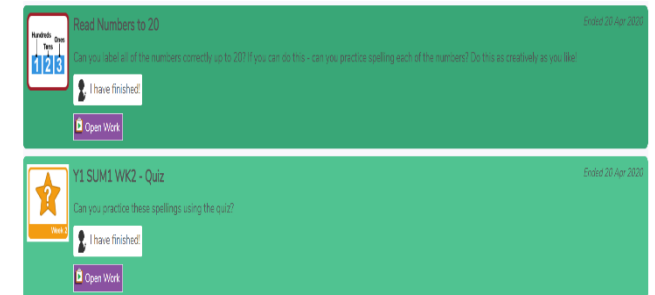 Read Numbers to 20
Ended 20 Apr 2020
Hundreds
Tens
Ones
1 2 3
Can you label all of the numbers correctly up to 20? If you can do this - can you practice spelling each of the numbers? Do this as creatively as you like!
I have finished!
Open Work
Y1 SUM1 WK2 - Quiz
Ended 20 Apr 2020
?
Week 2
Can you practice these spellings using the quiz?
I have finished!
Open Work